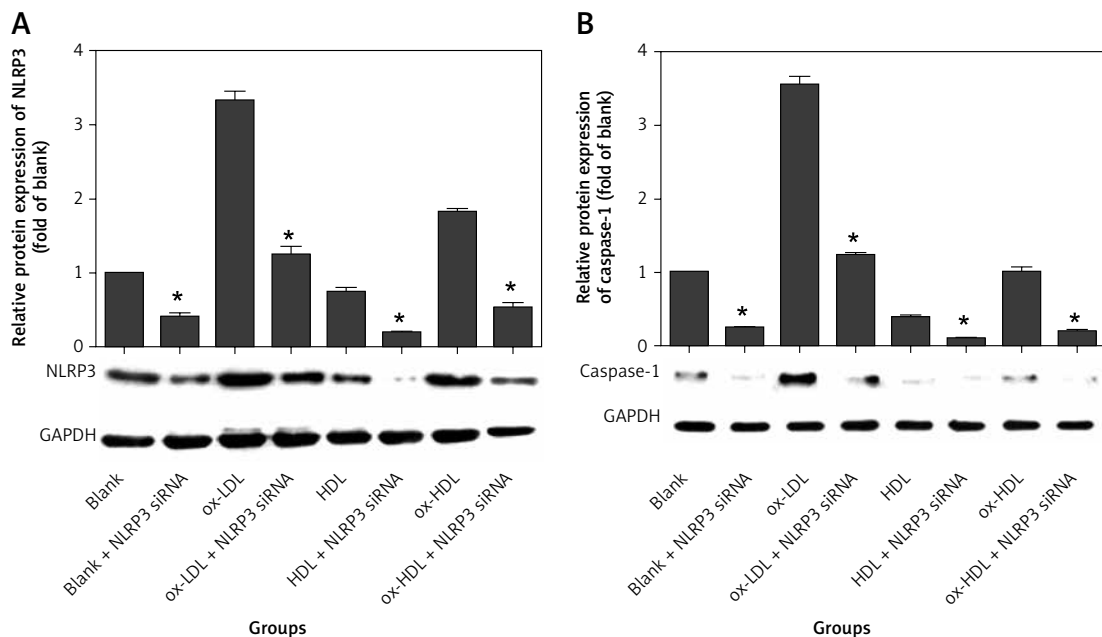 A
Relative protein expression of NLRP3
(fold of blank)
4
3
2
1
0
*
*
*
*
NLRP3
GAPDH
Blank
Blank + NLRP3 siRNA
ox-LDL
ox-LDL + NLRP3 siRNA
HDL
HDL + NLRP3 siRNA
ox-HDL
ox-HDL + NLRP3 siRNA
Groups
B
Relative protein expression
of caspase-1 (fold of blank)
4
3
2
1
0
*
*
*
*
Caspase-1
GAPDH
Blank
Blank + NLRP3 siRNA
ox-LDL
ox-LDL + NLRP3 siRNA
HDL
HDL + NLRP3 siRNA
ox-HDL
ox-HDL + NLRP3 siRNA
Groups